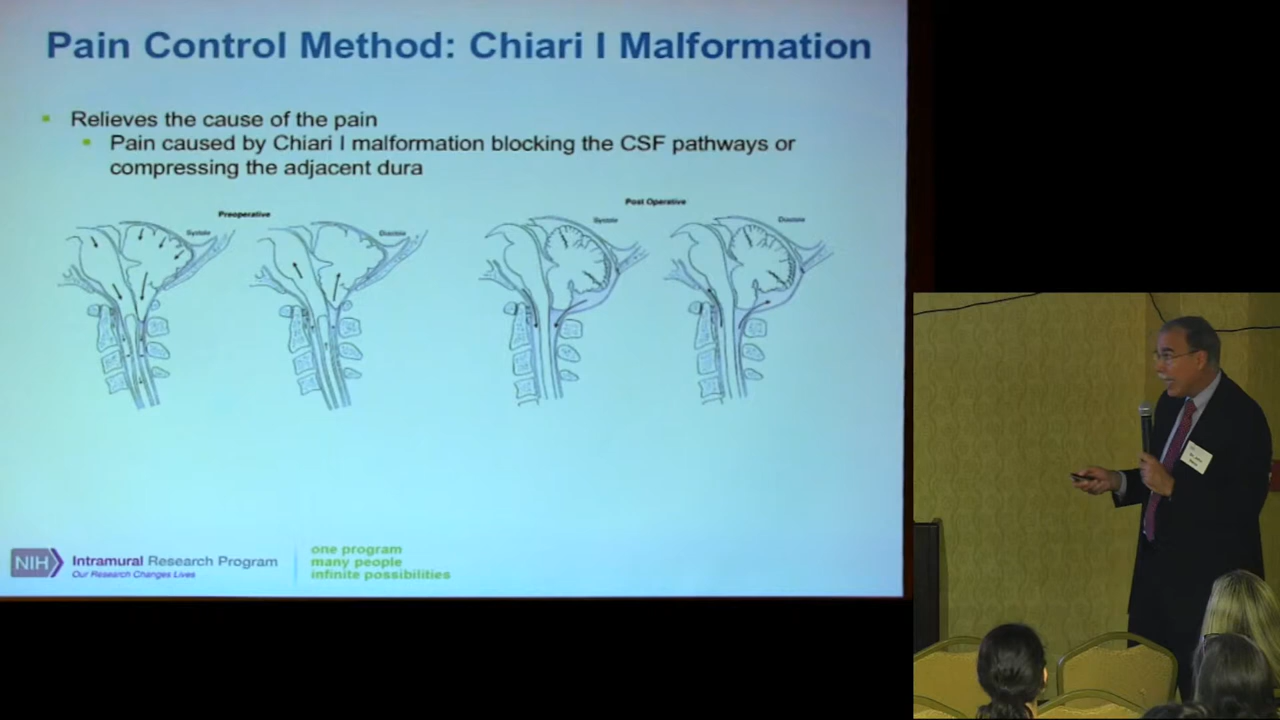 Pain Control Method: Chiari I Malformation
Relieves the cause of the pain
Pain caused by Chiari I malformation blocking the CSF pathways or
compressing the adjacent dura
Preoperative
Systole
Diastole
Post Operative
Systole
Diastole
NIH
Intramural Research Program
Our Research Changes Lives
one program
many people
infinite possibilities